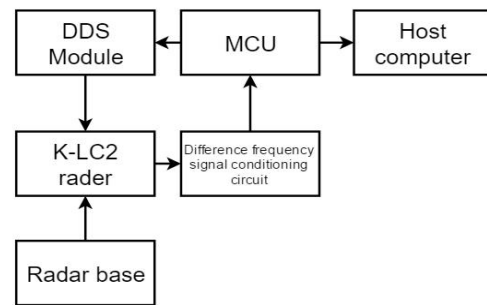 DDS
Module
MCU
Host
computer
K-LC2
rader
Difference frequency
signal conditioning
circuit
Radar base